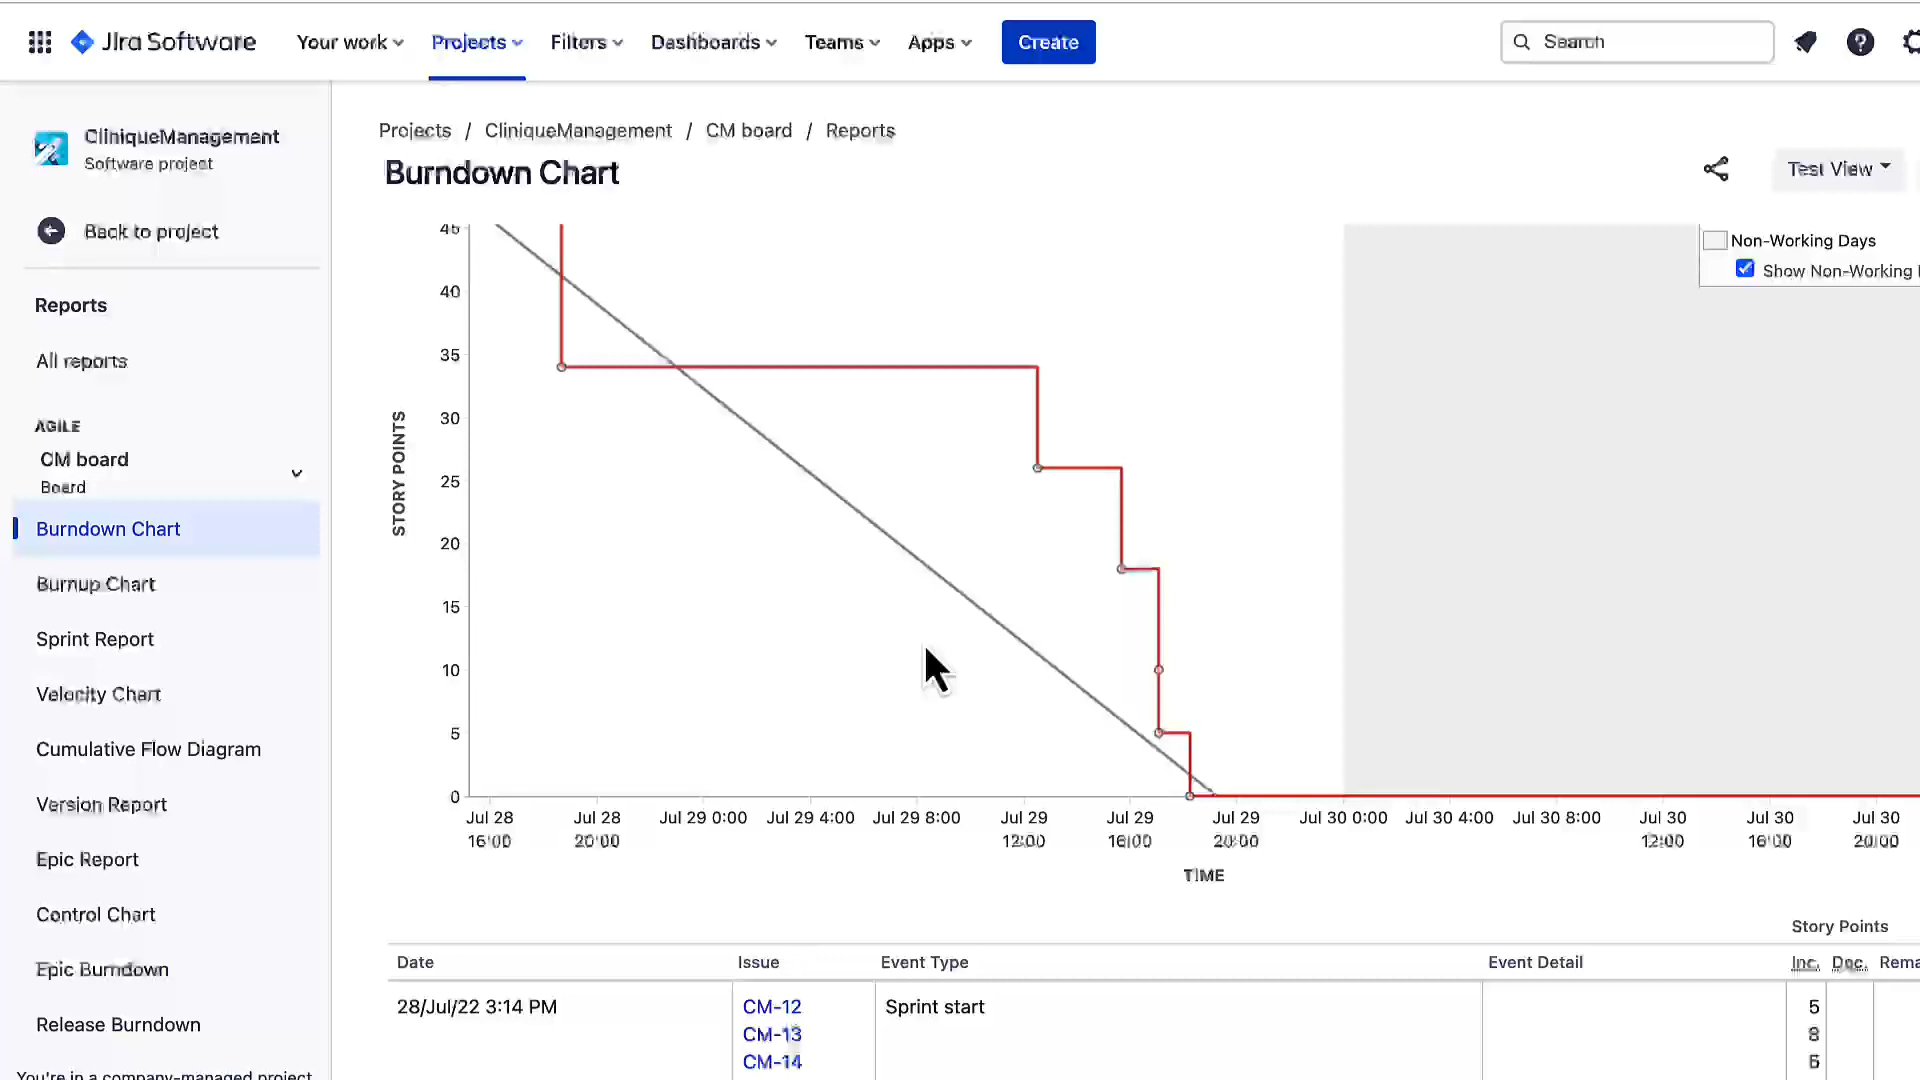 Jira Software
Your work
Projects
Filters
Dashboards
Teams
Apps
Create
Search
CliniqueManagement
Software project
Back to project
Reports
All reports
AGILE
CM board
Board
Burndown Chart
Burnup Chart
Sprint Report
Velocity Chart
Cumulative Flow Diagram
Version Report
Epic Report
Control Chart
Epic Burndown
Release Burndown
You're in a company-managed project
Projects / CliniqueManagement / CM board / Reports
Burndown Chart
Test View
Non-Working Days
Show Non-Working
STORY POINTS
45
40
35
30
25
20
15
10
5
0
Jul 28 16:00
Jul 28 20:00
Jul 29 0:00
Jul 29 4:00
Jul 29 8:00
Jul 29 12:00
Jul 29 16:00
Jul 29 20:00
Jul 30 0:00
Jul 30 4:00
Jul 30 8:00
Jul 30 12:00
Jul 30 16:00
Jul 30 20:00
TIME
Story Points
Date Issue Event Type Event Detail Inc. Dec. Rema
28/Jul/22 3:14 PM CM-12 Sprint start 5
CM-13 8
CM-14